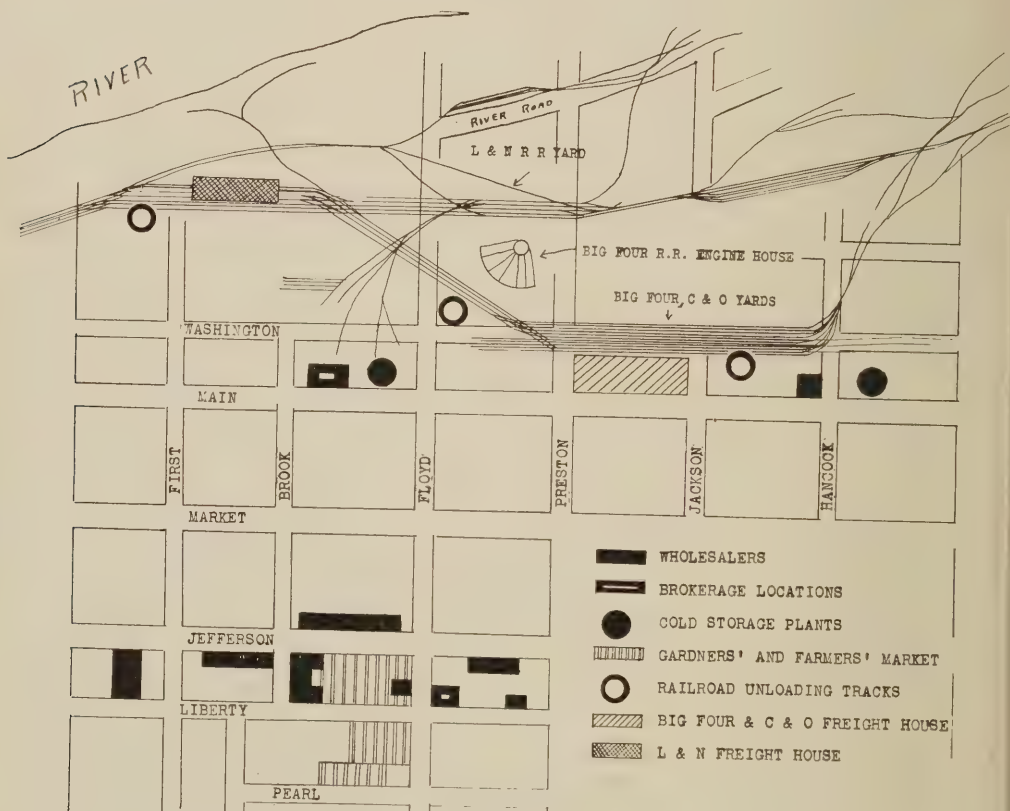 RIVER
RIVER ROAD
L & N R R YARD
BIG FOUR R.R. ENGINE HOUSE
BIG FOUR, C & O YARDS
WASHINGTON
MAIN
FIRST
BROOK
FLOYD
PRESTON
JACKSON
HANCOCK
MARKET
WHOLESALERS
BROKERAGE LOCATIONS
COLD STORAGE PLANTS
GARDNERS' AND FARMERS' MARKET
RAILROAD UNLOADING TRACKS
BIG FOUR & C & O FREIGHT HOUSE
L & N FREIGHT HOUSE
JEFFERSON
LIBERTY
PEARL